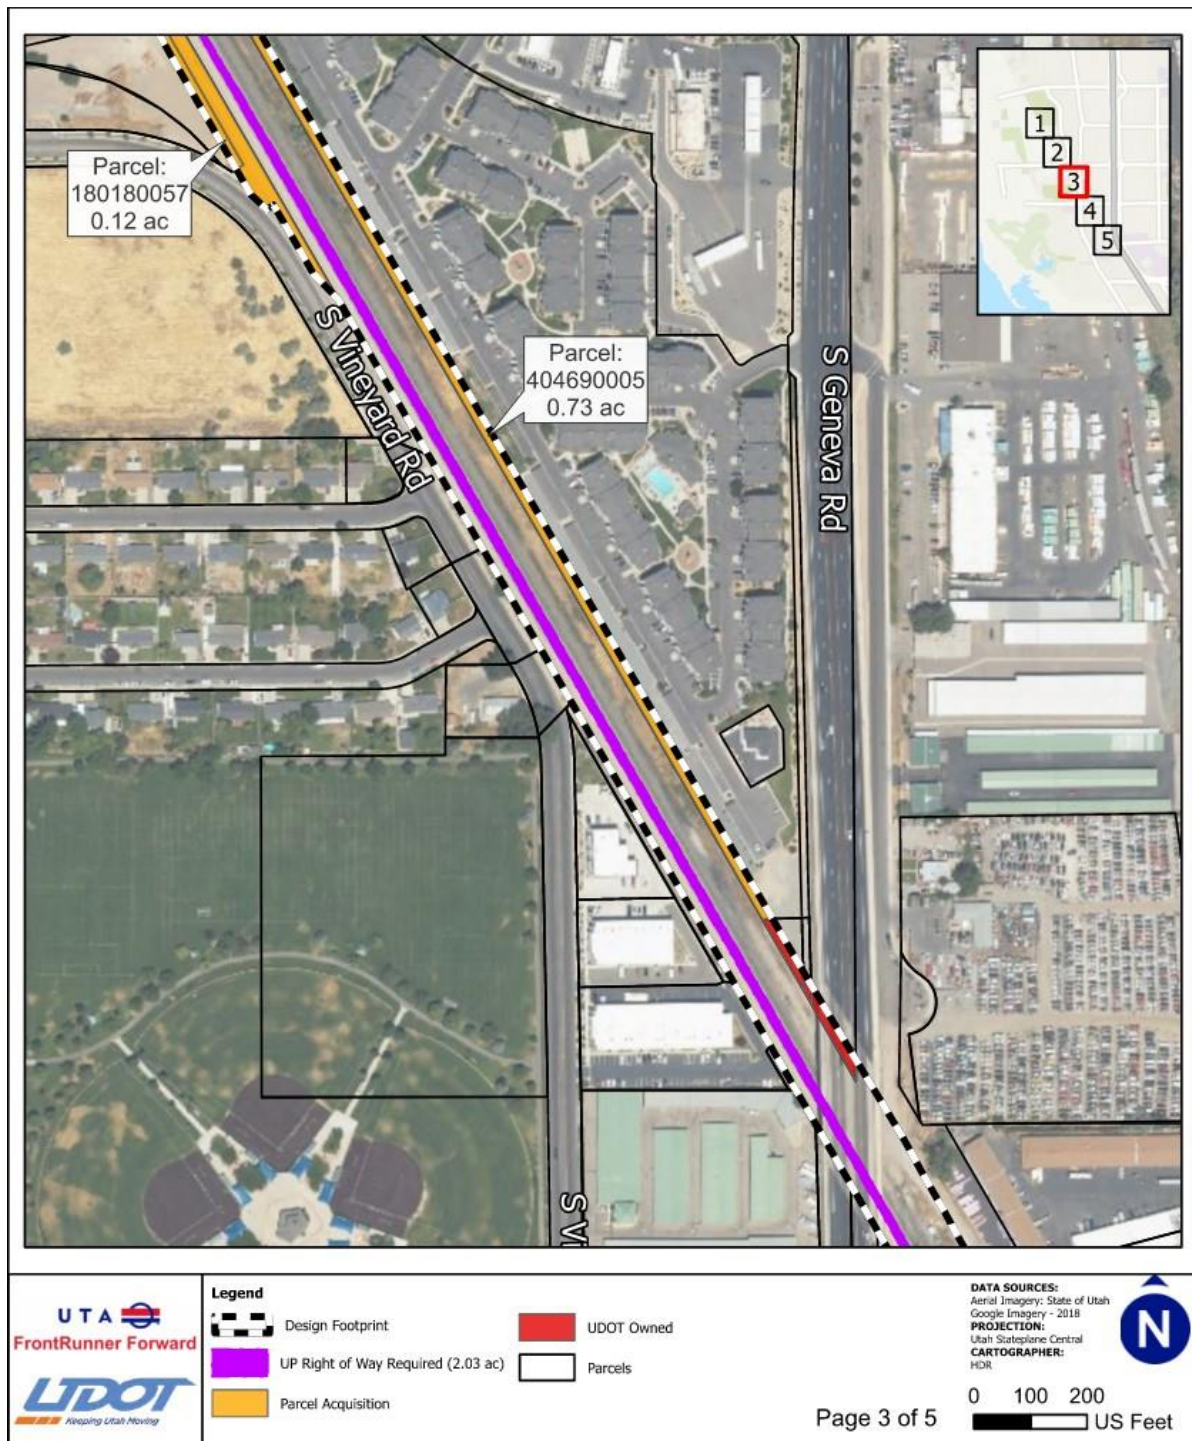 Parcel:
180180057
0.12 ac
1
2
3
4
5
S Vineyard Rd
Parcel:
404690005
0.73 ac
S Geneva Rd
S Vi
UTA
FrontRunner Forward
UDOT
Keeping Utah Moving
Legend
Design Footprint
UP Right of Way Required (2.03 ac)
Parcel Acquisition
UDOT Owned
Parcels
DATA SOURCES:
Aerial Imagery: State of Utah
Google Imagery - 2018
PROJECTION:
Utah Stateplane Central
CARTOGRAPHER:
HDR
N
0 100 200
US Feet
Page 3 of 5